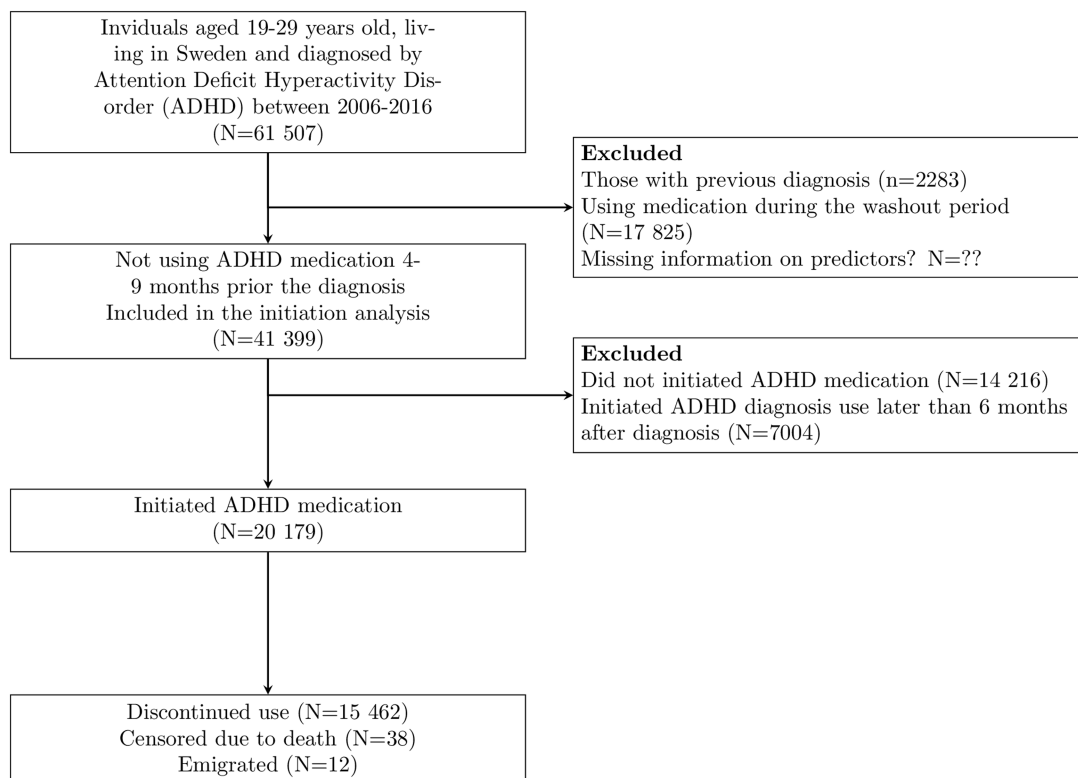 Inviduals aged 19-29 years old, liv-
ing in Sweden and diagnosed by
Attention Deficit Hyperactivity Dis-
order (ADHD) between 2006-2016
(N=61 507)
Excluded
Those with previous diagnosis (n=2283)
Using medication during the washout period
(N=17 825)
Missing information on predictors? N=??
Not using ADHD medication 4-
9 months prior the diagnosis
Included in the initiation analysis
(N=41 399)
Excluded
Did not initiated ADHD medication (N=14 216)
Initiated ADHD diagnosis use later than 6 months
after diagnosis (N=7004)
Initiated ADHD medication
(N=20 179)
Discontinued use (N=15 462)
Censored due to death (N=38)
Emigrated (N=12)